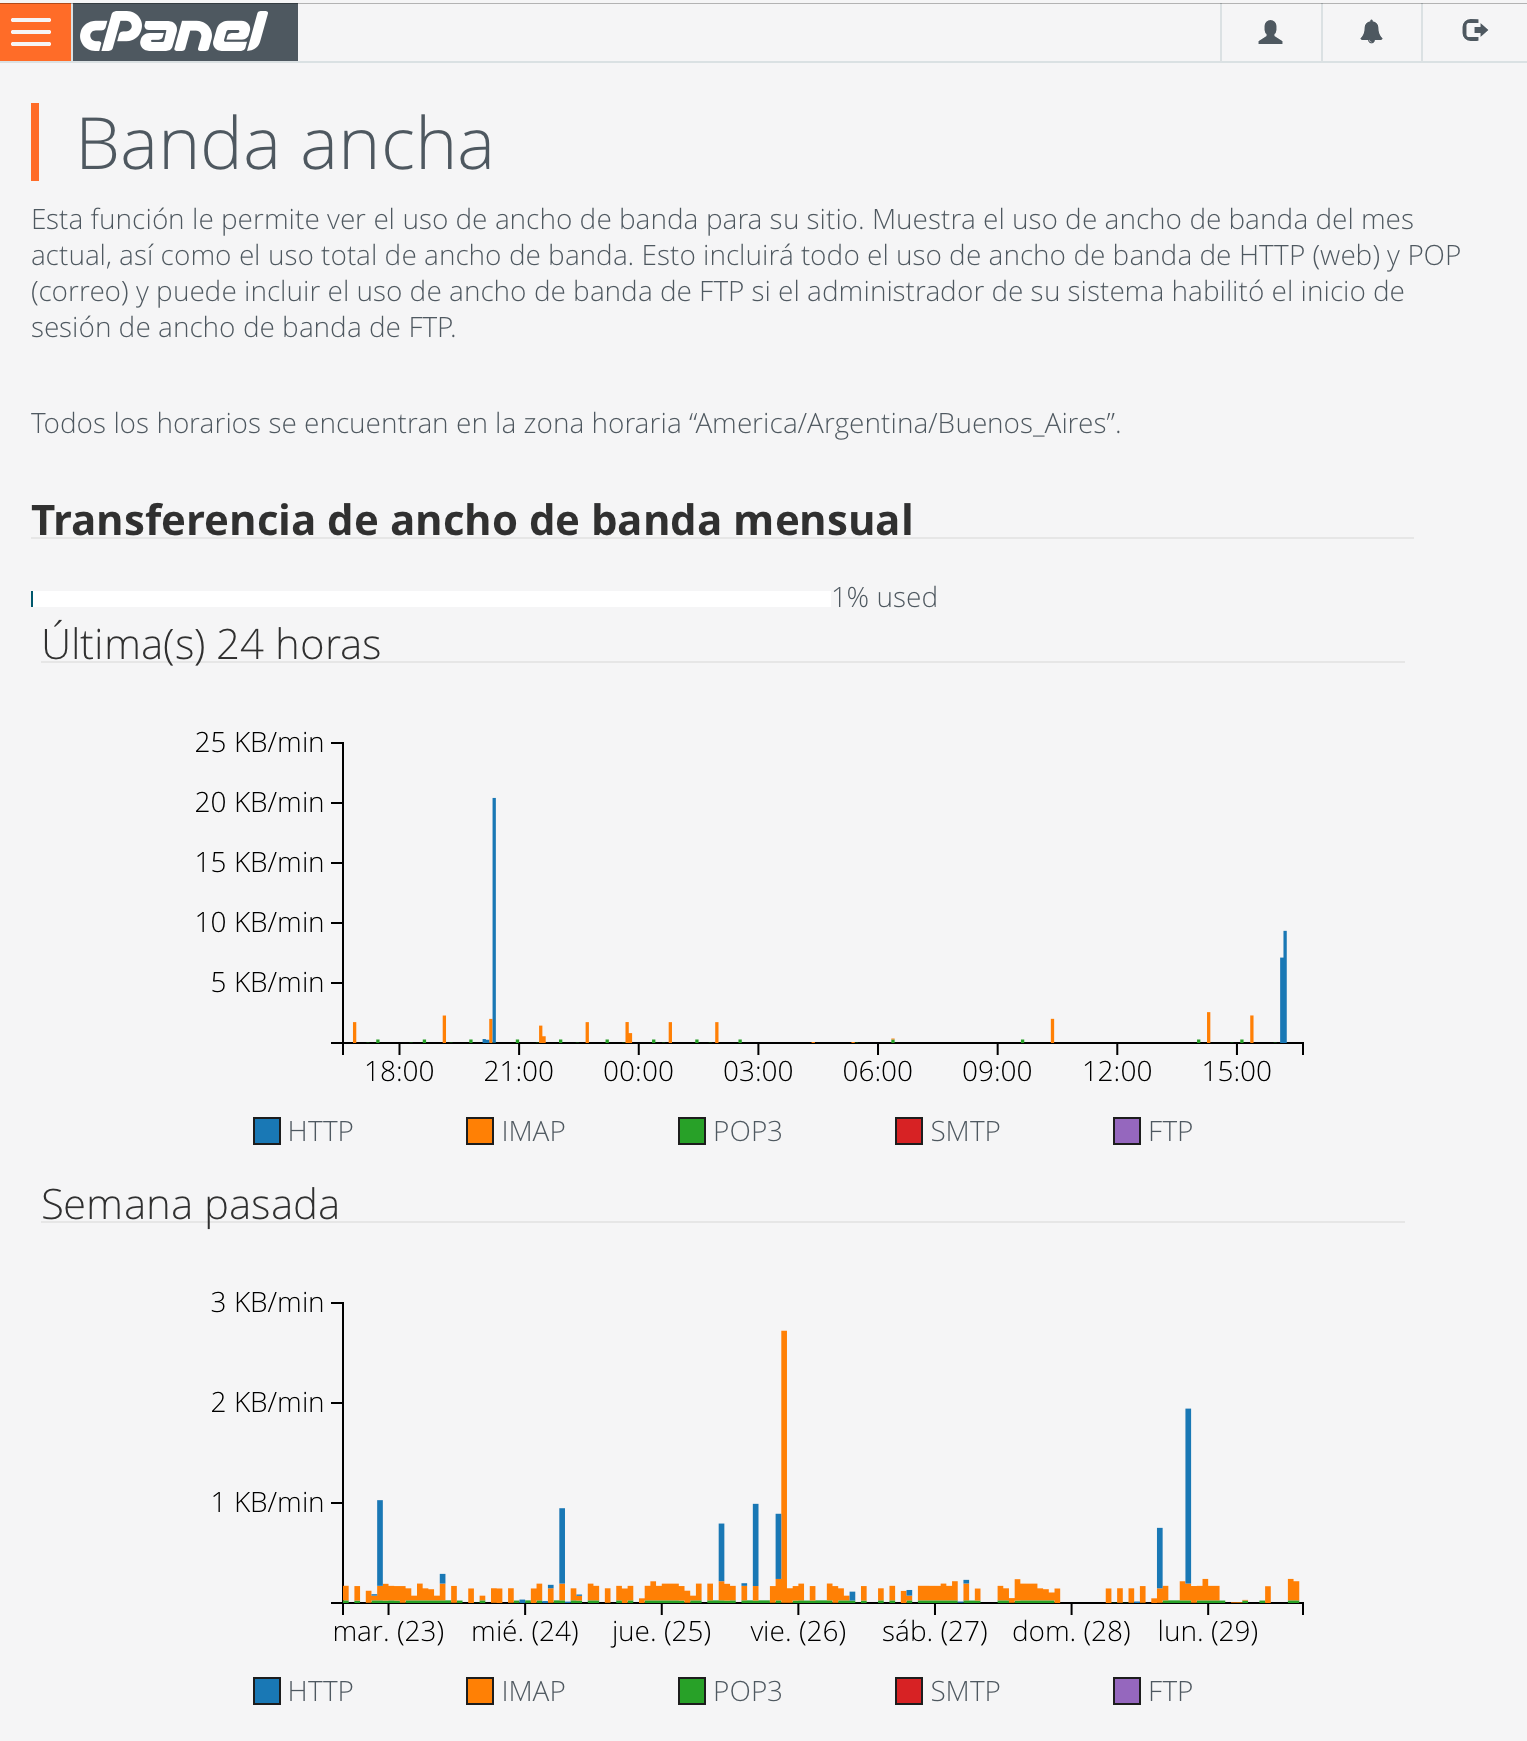 cPanel
Banda ancha
Esta función le permite ver el uso de ancho de banda para su sitio. Muestra el uso de ancho de banda del mes
actual, así como el uso total de ancho de banda. Esto incluirá todo el uso de ancho de banda de HTTP (web) y POP
(correo) y puede incluir el uso de ancho de banda de FTP si el administrador de su sistema habilitó el inicio de
sesión de ancho de banda de FTP.
Todos los horarios se encuentran en la zona horaria “America/Argentina/Buenos_Aires”.
Transferencia de ancho de banda mensual
1% used
Última(s) 24 horas
25 KB/min
20 KB/min
15 KB/min
10 KB/min
5 KB/min
18:00 21:00 00:00 03:00 06:00 09:00 12:00 15:00
HTTP IMAP POP3 SMTP FTP
Semana pasada
3 KB/min
2 KB/min
1 KB/min
mar. (23) mié. (24) jue. (25) vie. (26) sáb. (27) dom. (28) lun. (29)
HTTP IMAP POP3 SMTP FTP